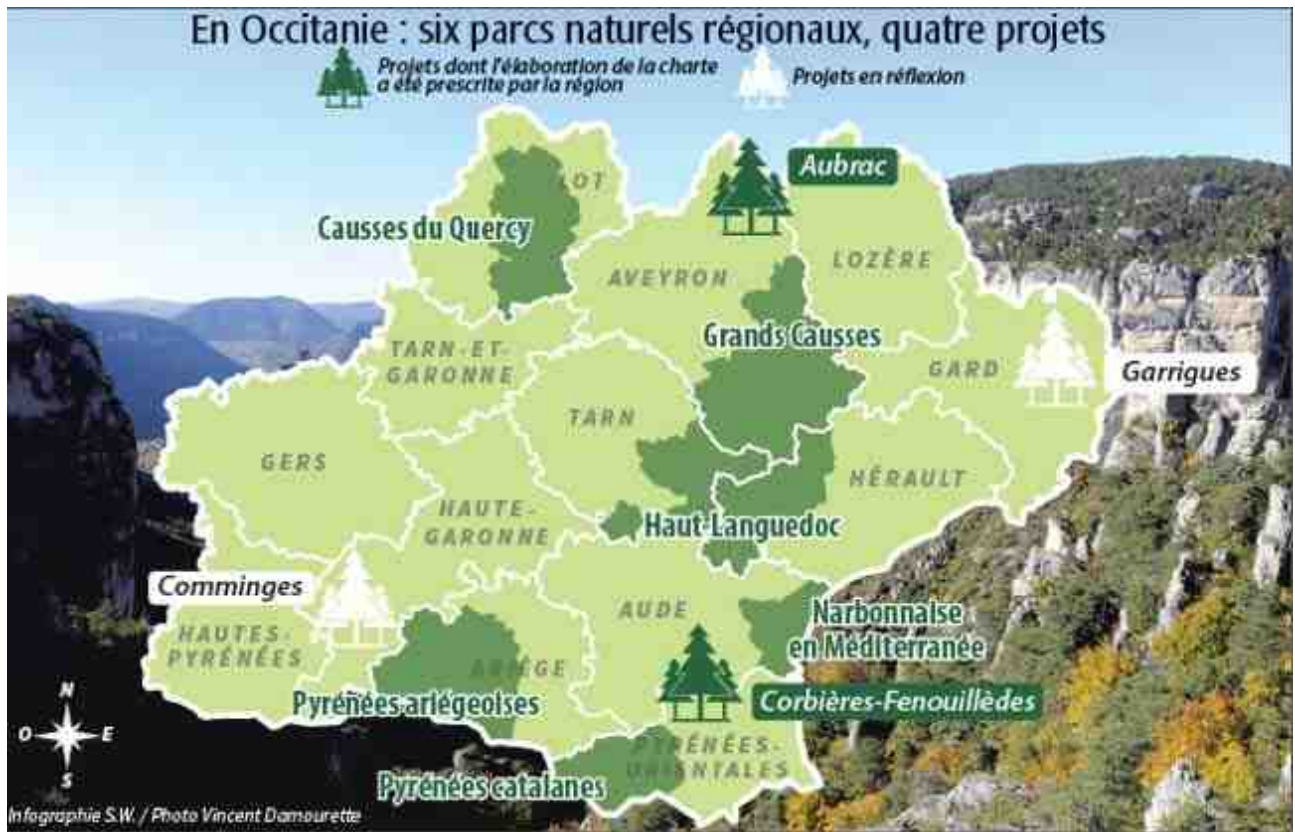 En Occitanie : six parcs naturels régionaux, quatre projets
Projets dont l'élaboration de la charte
a été prescrite par la région
Projets en réflexion
Aubrac
LOT
Causses du Quercy
AVEYRON
LOZÈRE
Grands Causses
TARN-ET-
GARONNE
GARD
Garrigues
TARN
GERS
HÉRAULT
HAUTE-
GARONNE
Haut-Languedoc
Comminges
AUDE
Narbonnaise
en Méditerranée
HAUTES-
PYRÉNÉES
ARIÈGE
Pyrénées ariégeoises
Corbières-Fenouillèdes
PYRÉNÉES-
ORIENTALES
Pyrénées catalanes
N
O E
S
Infographie S.W. / Photo Vincent Damourette